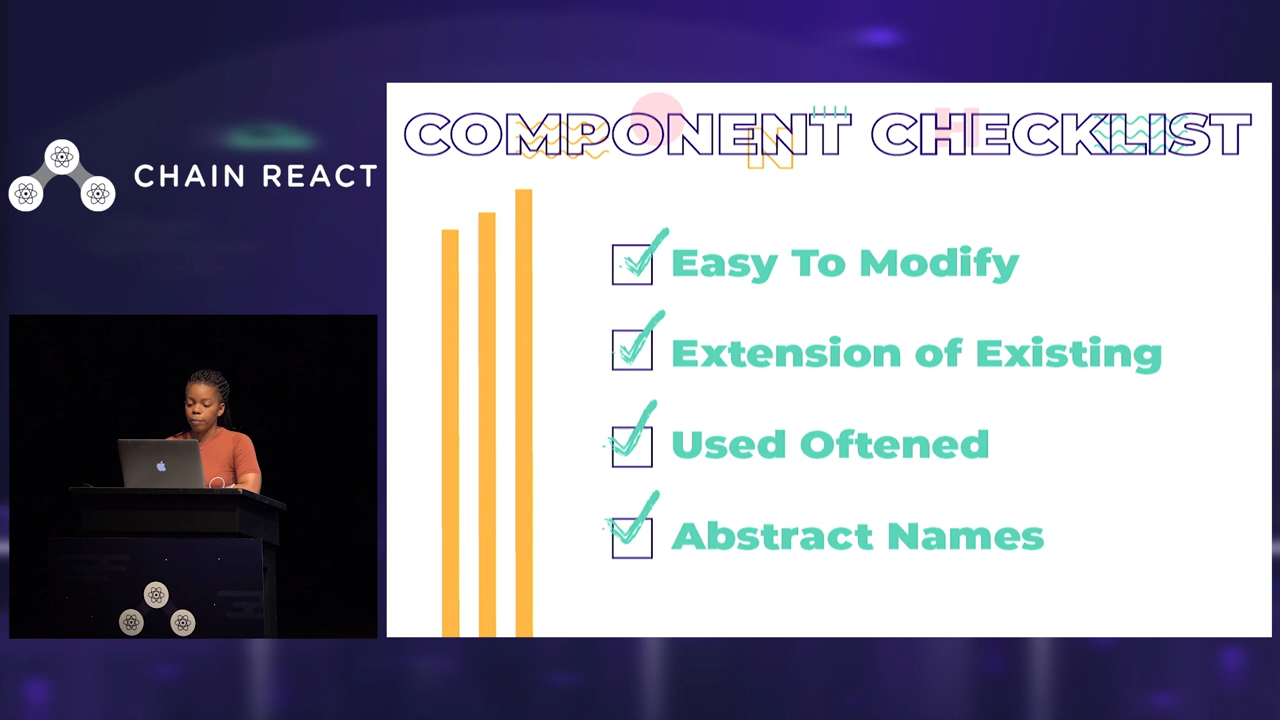 CHAIN REACT
COMPONENT CHECKLIST
Easy To Modify
Extension of Existing
Used Oftened
Abstract Names